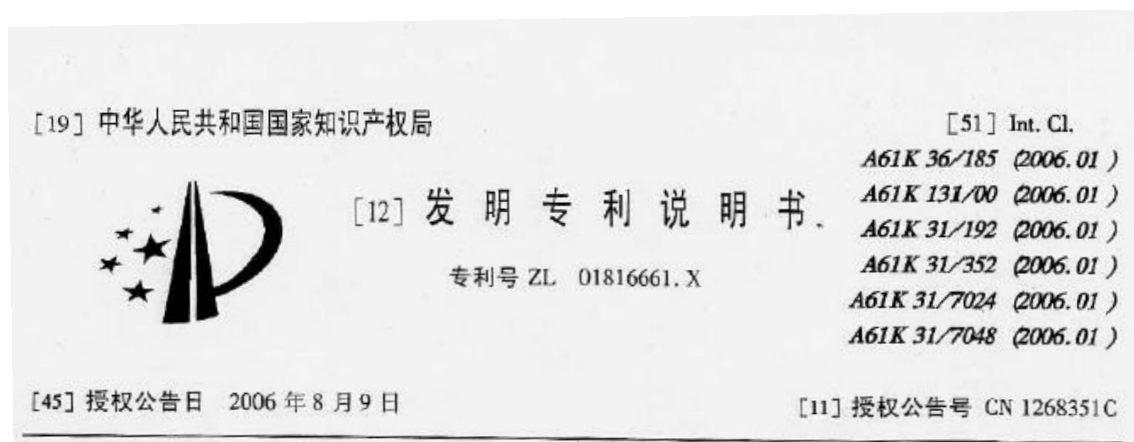 [19] 中华人民共和国国家知识产权局
[51] Int. Cl.
A61K 36/185 (2006.01)
A61K 131/00 (2006.01)
A61K 31/192 (2006.01)
A61K 31/352 (2006.01)
A61K 31/7024 (2006.01)
A61K 31/7048 (2006.01)
[12] 发明专利说明书
专利号 ZL 01816661.X
[45] 授权公告日 2006年8月9日
[11] 授权公告号 CN 1268351C